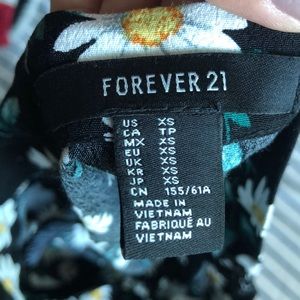 FOREVER 21
US XS
CA TP
MX XS
EU XS
UK XS
KR XS
JP XS
CN 155/61A
MADE IN
VIETNAM
FABRIQUÉ AU
VIETNAM